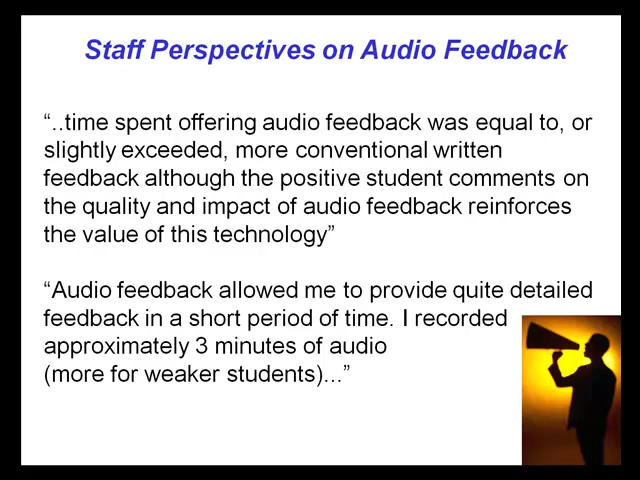 Staff Perspectives on Audio Feedback
“..time spent offering audio feedback was equal to, or
slightly exceeded, more conventional written
feedback although the positive student comments on
the quality and impact of audio feedback reinforces
the value of this technology”
“Audio feedback allowed me to provide quite detailed
feedback in a short period of time. I recorded
approximately 3 minutes of audio
(more for weaker students)...”